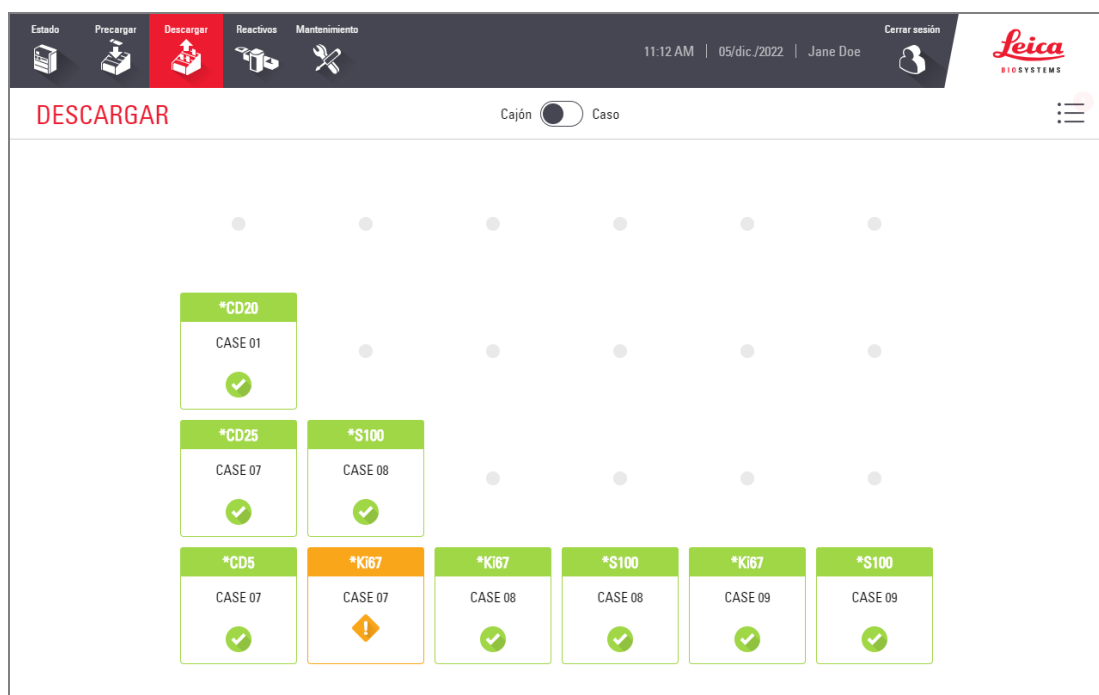 Estado Precargar Descargar Reactivos Mantenimiento Cerrar sesión
11:12 AM | 05/dic./2022 | Jane Doe
Leica
BIOSYSTEMS
DESCARGAR Cajón Caso
*CD20
CASE 01
*CD25 *S100
CASE 07 CASE 08
*CD5 *Ki67 *Ki67 *S100 *Ki67 *S100
CASE 07 CASE 07 CASE 08 CASE 08 CASE 09 CASE 09